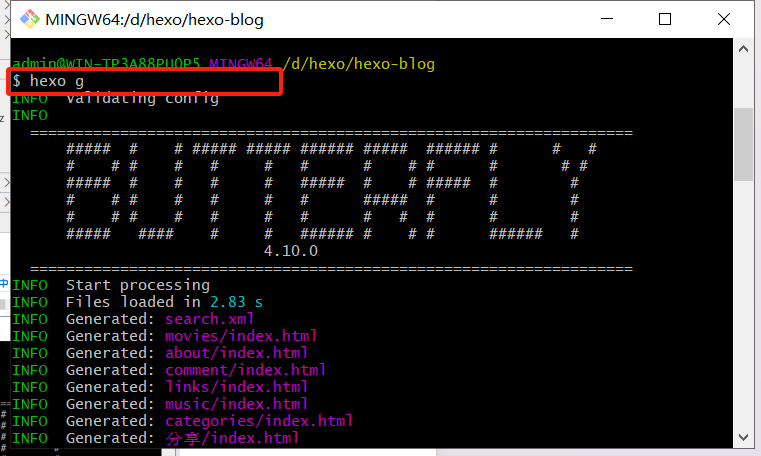 MINGW64:/d/hexo/hexo-blog
admin@WIN-TP3A88PUOP5 MINGW64 /d/hexo/hexo-blog
$ hexo g
INFO  Validating config
INFO
===================================================================
##### #    # ##### ##### ###### #####  ###### #      #   #
#    # #    #   #     #   #      #    # #      #       # #
#####  #    #   #     #   #####  #    # #####  #        #
#    # #    #   #     #   #      #####  #      #        #
#    # #    #   #     #   #      #   #  #      #        #
#####   ####    #     #   ###### #    # #      ######   #
4.10.0
===================================================================
INFO  Start processing
INFO  Files loaded in 2.83 s
INFO  Generated: search.xml
INFO  Generated: movies/index.html
INFO  Generated: about/index.html
INFO  Generated: comment/index.html
INFO  Generated: links/index.html
INFO  Generated: music/index.html
INFO  Generated: categories/index.html
INFO  Generated: 分享/index.html